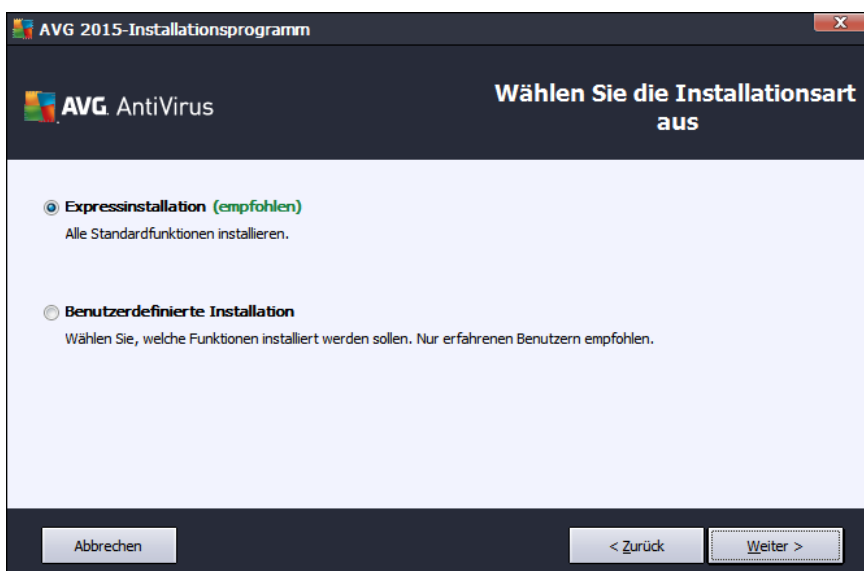 AVG 2015-Installationsprogramm
X
AVG. AntiVirus
Wählen Sie die Installationsart
aus
Expressinstallation (empfohlen)
Alle Standardfunktionen installieren.
Benutzerdefinierte Installation
Wählen Sie, welche Funktionen installiert werden sollen. Nur erfahrenen Benutzern empfohlen.
Abbrechen
< Zurück
Weiter >